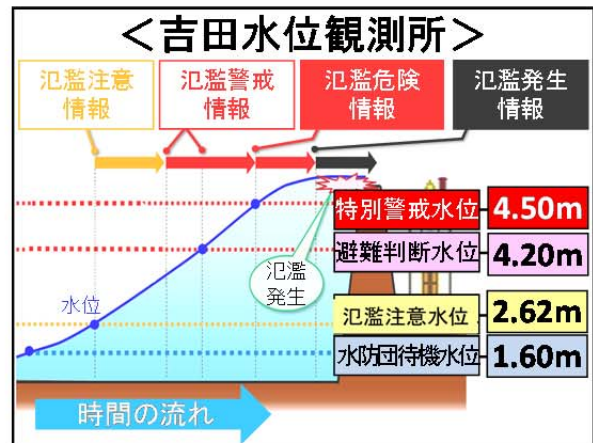 ＜吉田水位観測所＞
氾濫注意
情報
氾濫警戒
情報
氾濫危険
情報
氾濫発生
情報
特別警戒水位 4.50m
避難判断水位 4.20m
氾濫
発生
水位
氾濫注意水位 2.62m
水防団待機水位 1.60m
時間の流れ